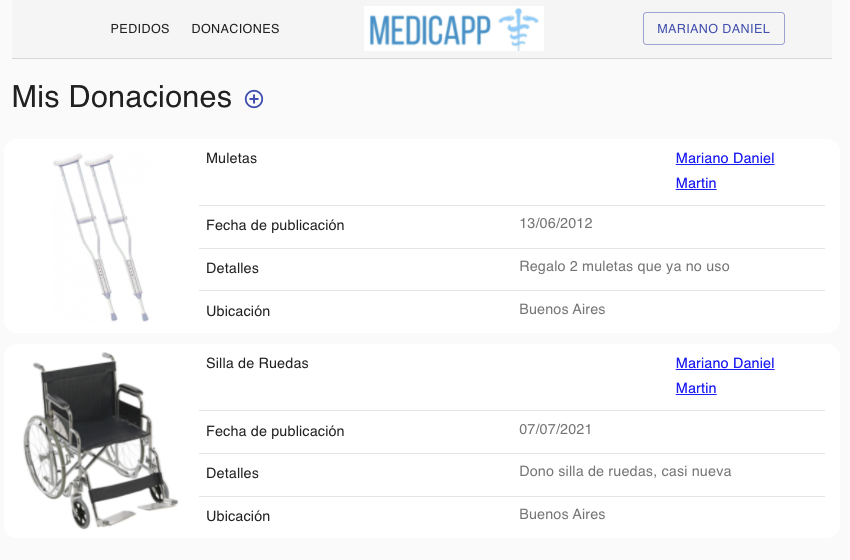 PEDIDOS DONACIONES MEDICAPP MARIANO DANIEL
Mis Donaciones
Muletas Mariano Daniel
Martin
Fecha de publicación 13/06/2012
Detalles Regalo 2 muletas que ya no uso
Ubicación Buenos Aires
Silla de Ruedas Mariano Daniel
Martin
Fecha de publicación 07/07/2021
Detalles Dono silla de ruedas, casi nueva
Ubicación Buenos Aires